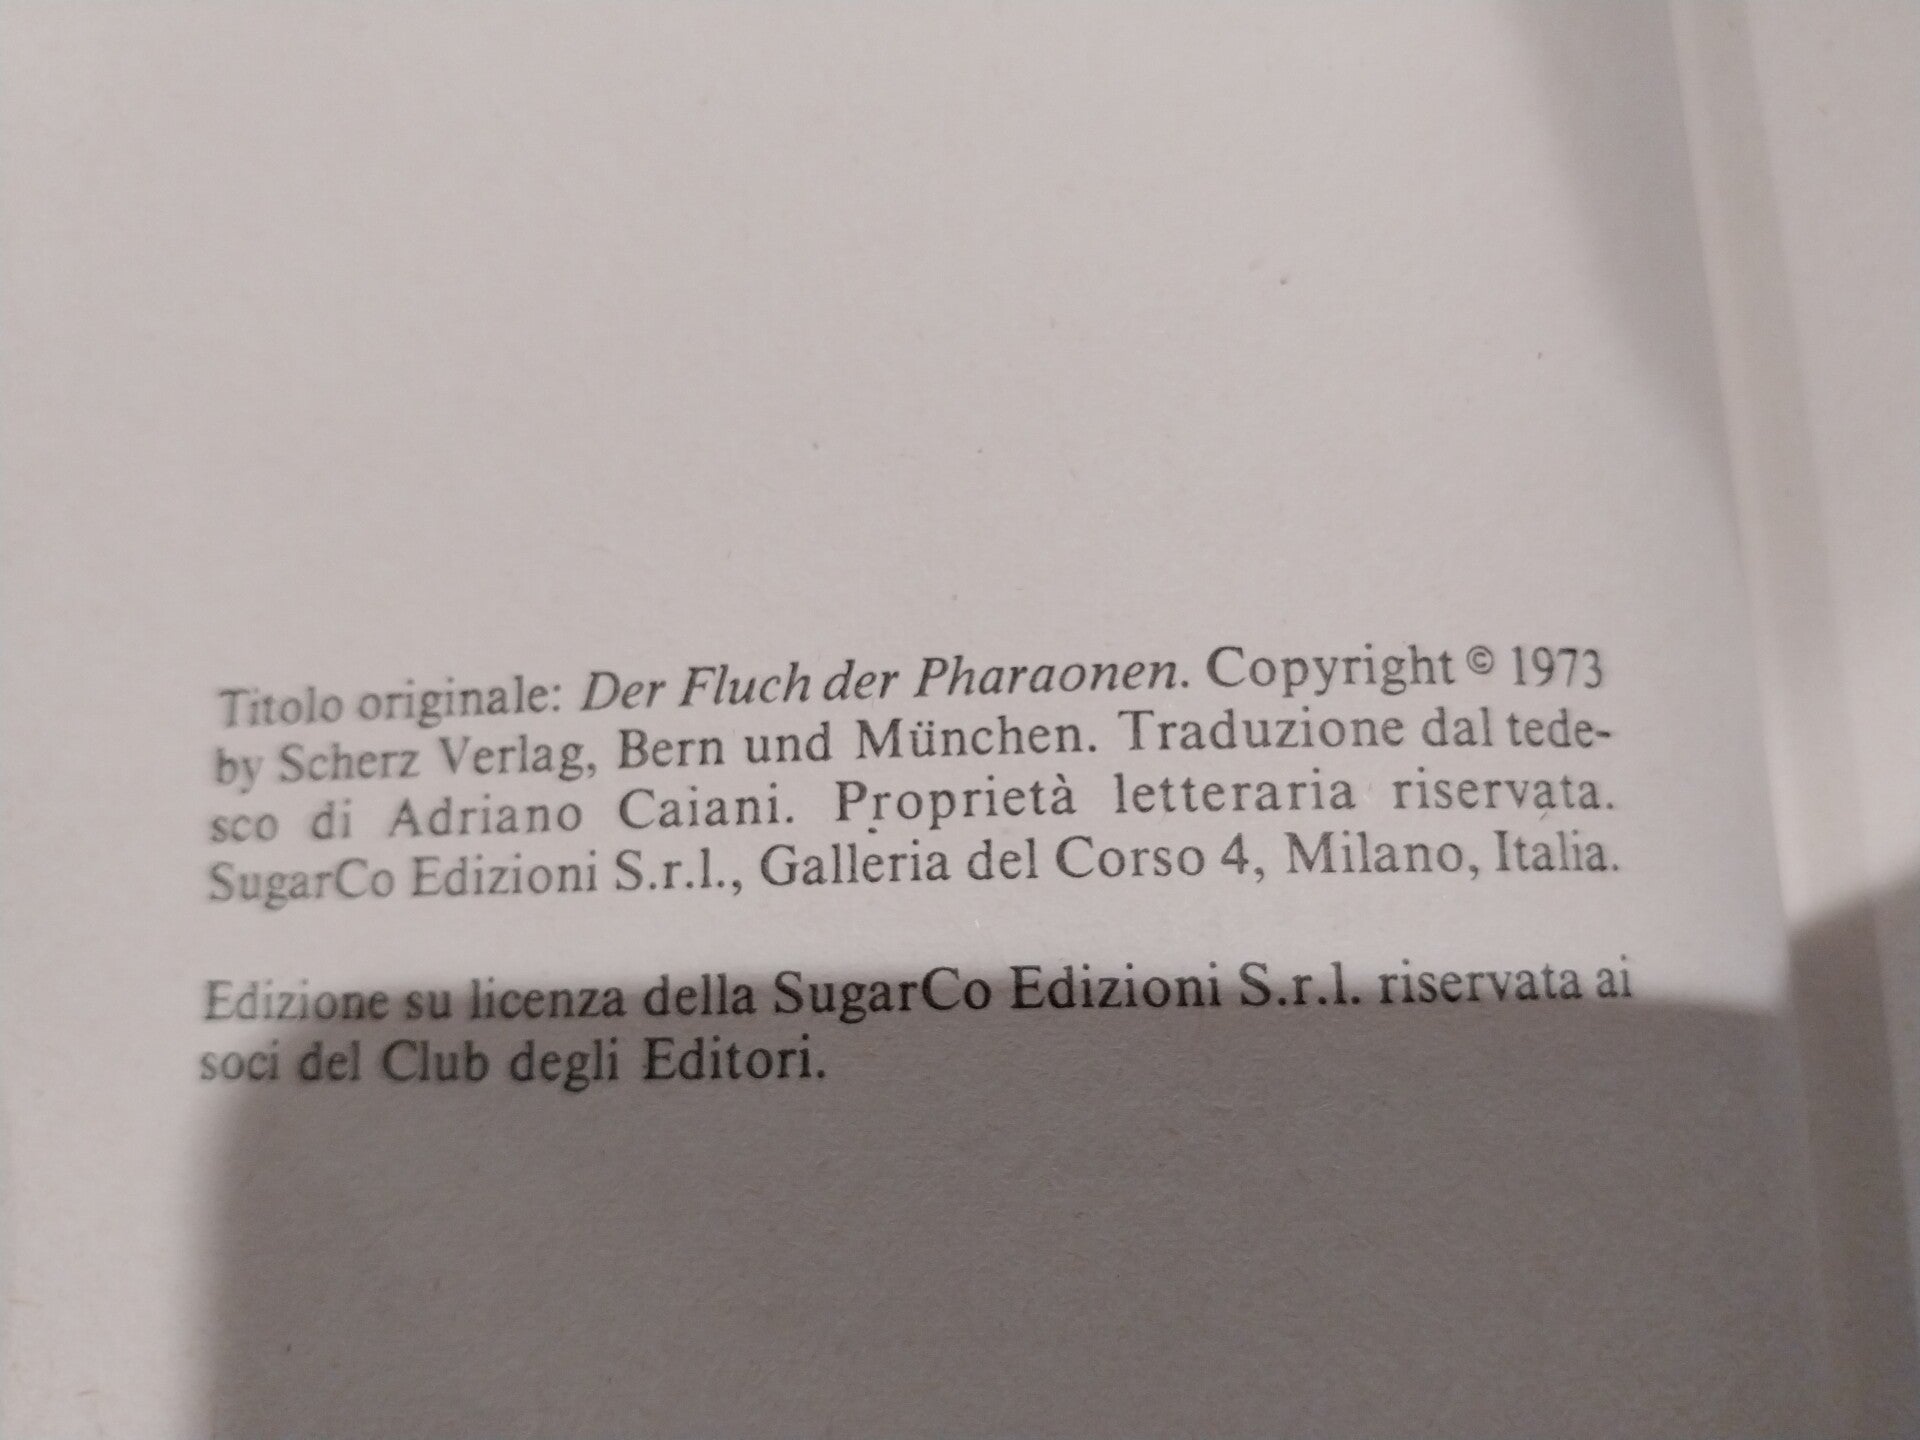 Titolo originale: Der Fluch der Pharaonen. Copyright © 1973
by Scherz Verlag, Bern und München. Traduzione dal tede-
sco di Adriano Caiani. Proprietà letteraria riservata.
SugarCo Edizioni S.r.l., Galleria del Corso 4, Milano, Italia.
Edizione su licenza della SugarCo Edizioni S.r.l. riservata ai
soci del Club degli Editori.